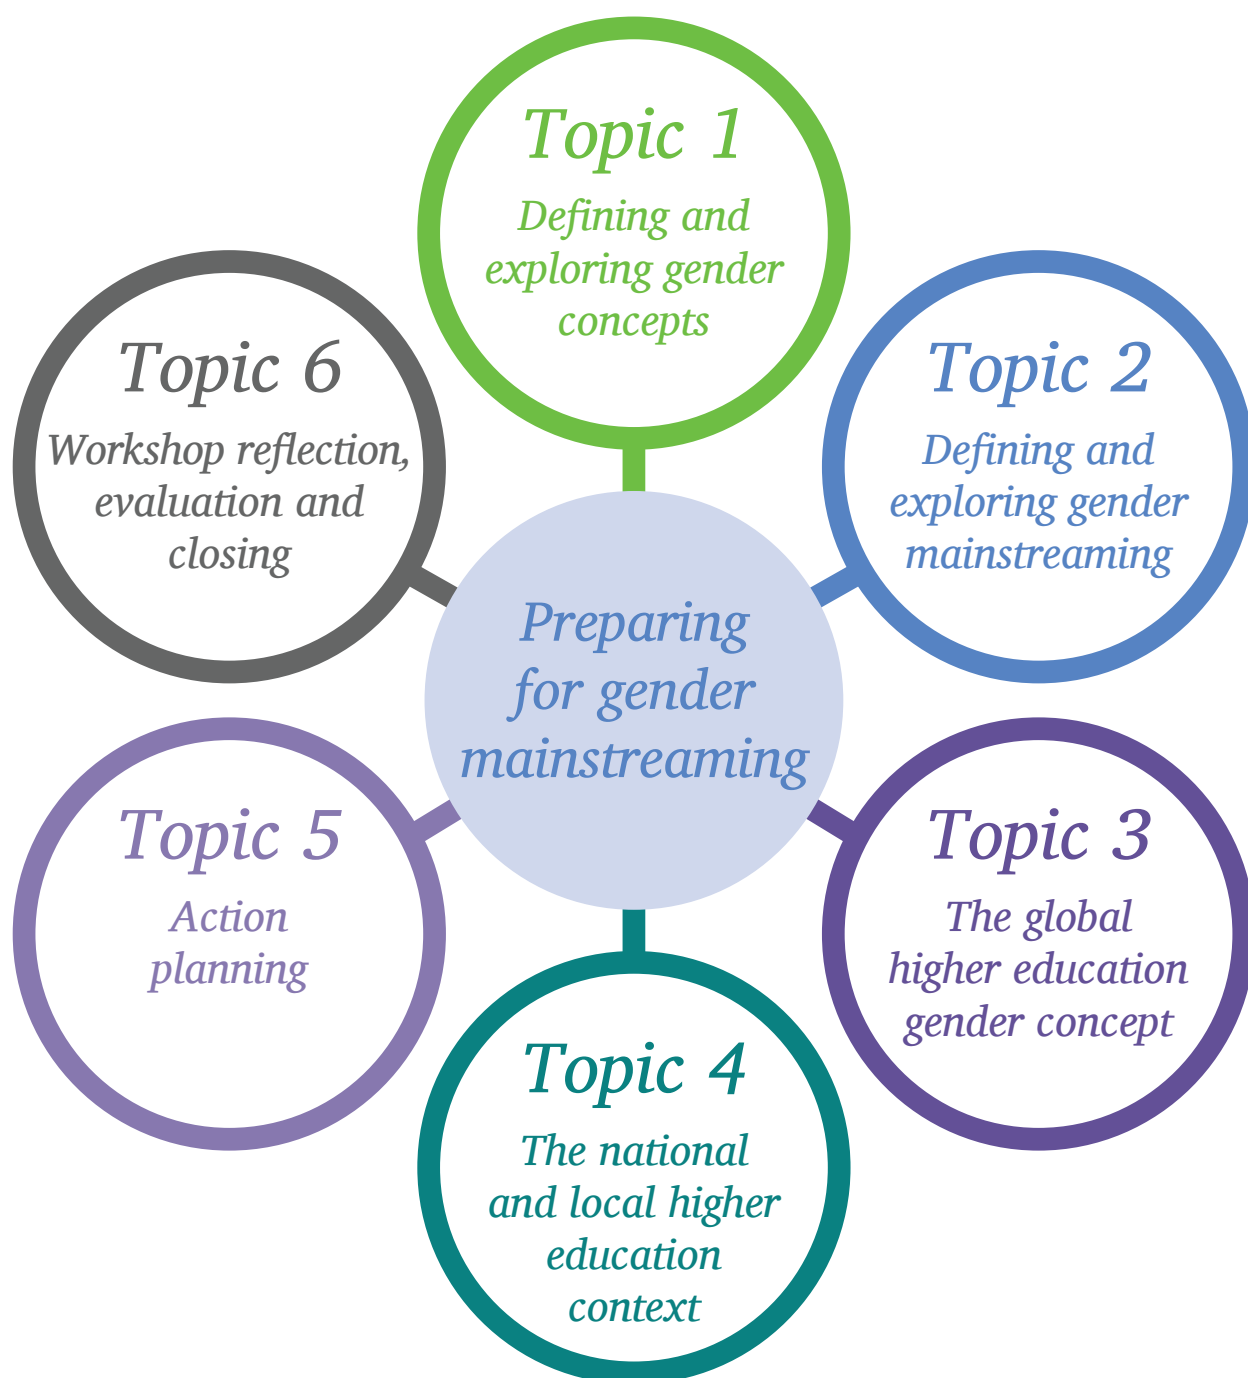 Topic 1
Defining and
exploring gender
concepts
Topic 2
Defining and
exploring gender
mainstreaming
Topic 3
The global
higher education
gender concept
Topic 4
The national
and local higher
education
context
Topic 5
Action
planning
Topic 6
Workshop reflection,
evaluation and
closing
Preparing
for gender
mainstreaming